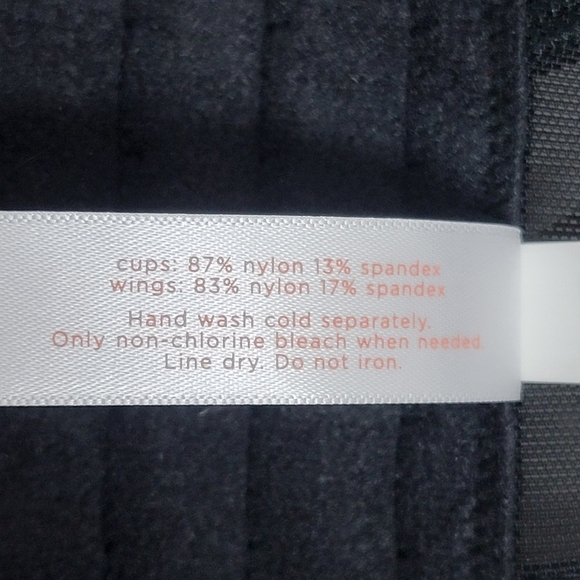 cups: 87% nylon 13% spandex
wings: 83% nylon 17% spandex
Hand wash cold separately.
Only non-chlorine bleach when needed.
Line dry. Do not iron.